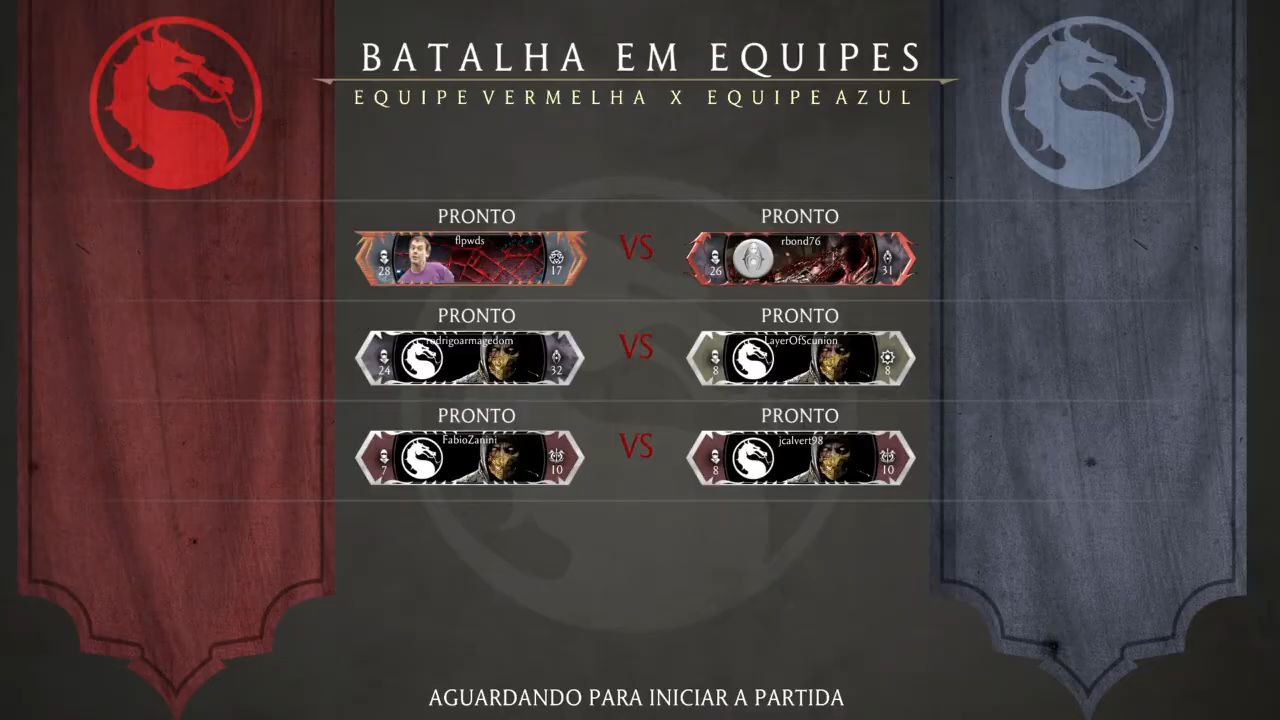 BATALHA EM EQUIPES
EQUIPE VERMELHA X EQUIPE AZUL
PRONTO PRONTO
flpwds VS rbond76
28 17 26 31
PRONTO PRONTO
rodrigoarmagedom VS LayerOfScunion
24 32 8 8
PRONTO PRONTO
FabioZanini VS jcalvert98
7 10 8 10
AGUARDANDO PARA INICIAR A PARTIDA